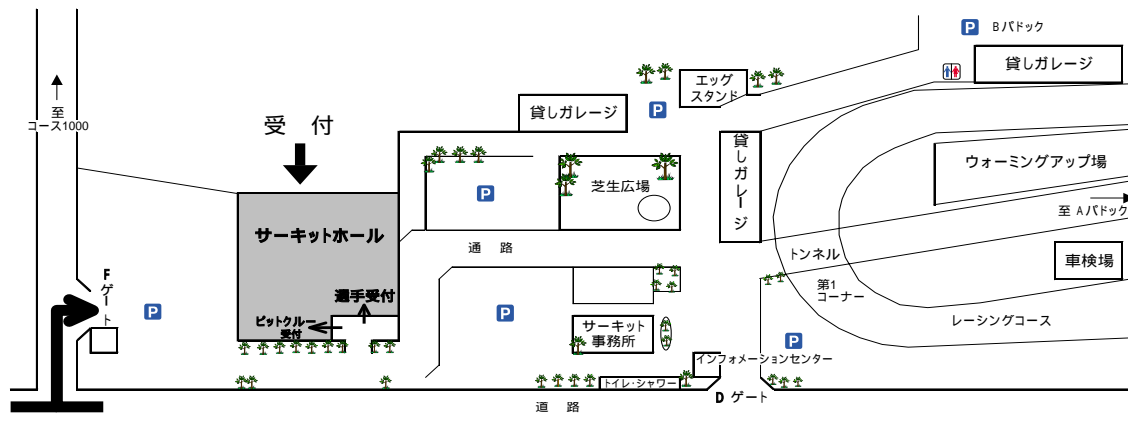 P Bパドック
貸しガレージ
エッグ
スタンド
P
貸しガレージ
至
コース1000
受 付
貸しガレージ
ウォーミングアップ場
芝生広場
P
至 Aパドック
サーキットホール
通 路
トンネル
車検場
Fゲート
P
選手受付
ピットクルー
受付
第1
コーナー
P
サーキット
事務所
レーシングコース
P
インフォメーションセンター
トイレ・シャワー
D ゲート
道 路